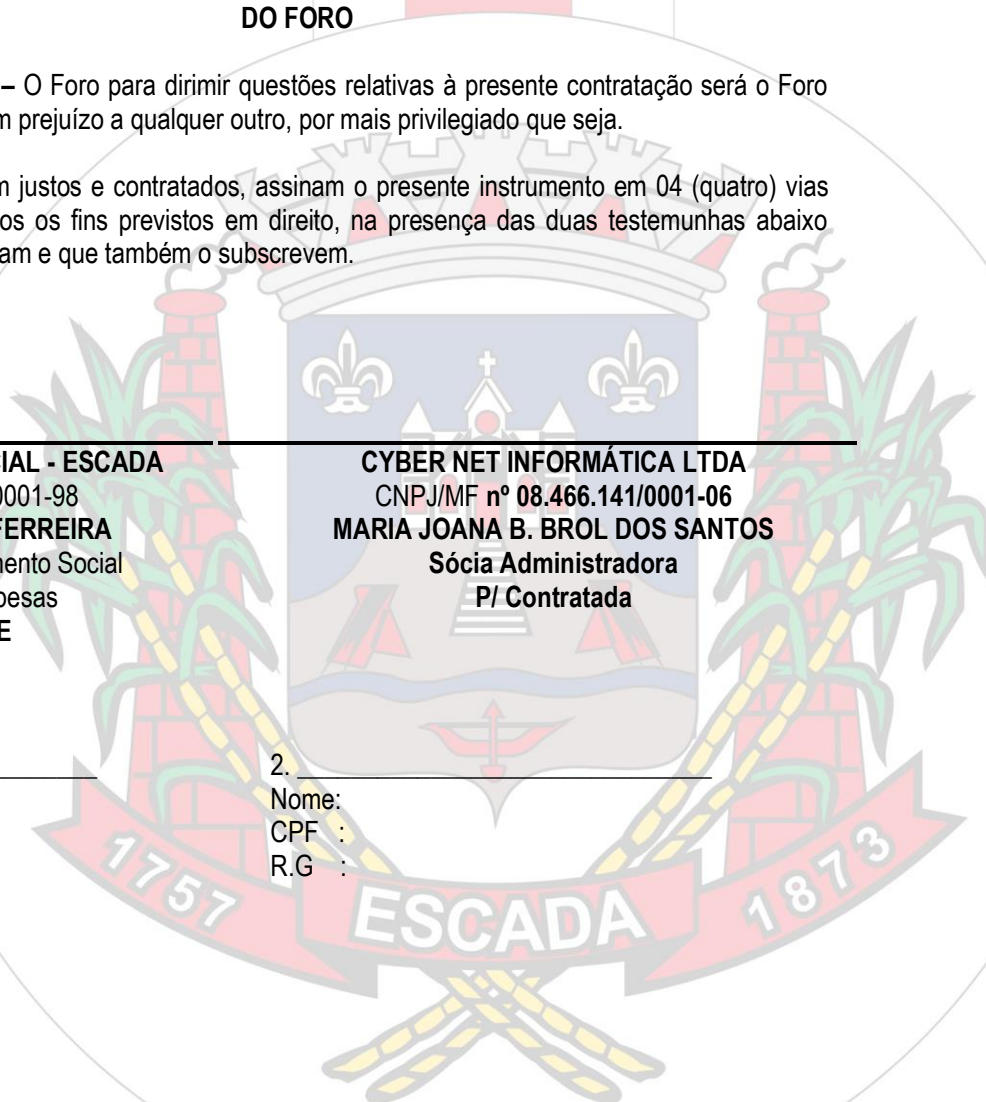 DO FORO
– O Foro para dirimir questões relativas à presente contratação será o Foro
m prejuízo a qualquer outro, por mais privilegiado que seja.
m justos e contratados, assinam o presente instrumento em 04 (quatro) vias
os os fins previstos em direito, na presença das duas testemunhas abaixo
am e que também o subscrevem.
CIAL - ESCADA
0001-98
FERREIRA
mento Social
pesas
E
CYBER NET INFORMÁTICA LTDA
CNPJ/MF nº 08.466.141/0001-06
MARIA JOANA B. BROL DOS SANTOS
Sócia Administradora
P/ Contratada
2. ______________________________
Nome:
CPF :
R.G :
1757 ESCADA 1873